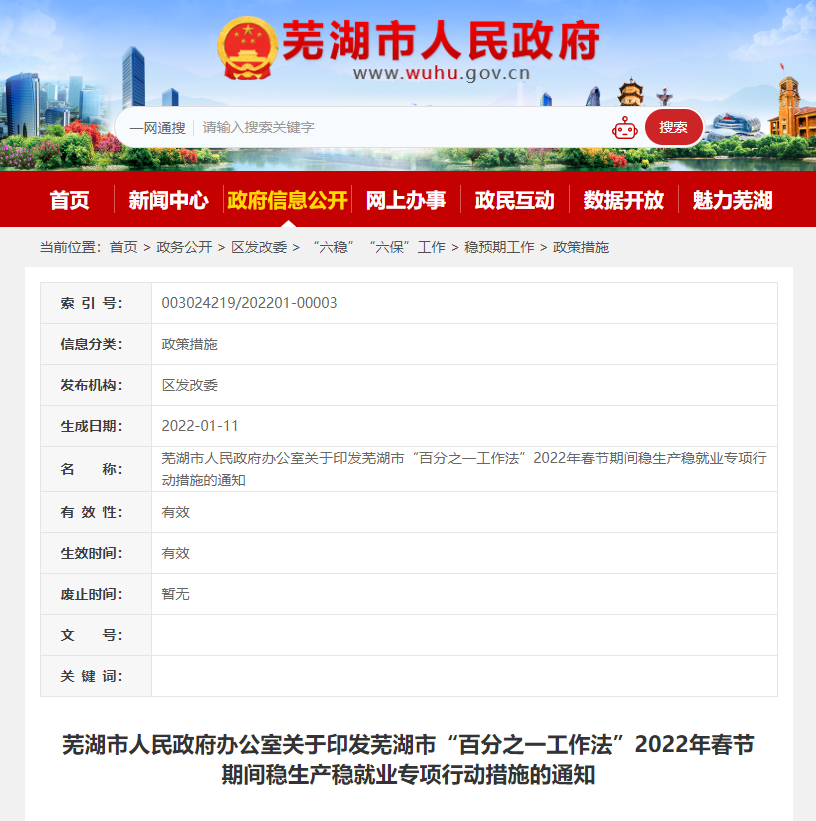 芜湖市人民政府
www.wuhu.gov.cn
一网通搜 请输入搜索关键字 搜索
首页 新闻中心 政府信息公开 网上办事 政民互动 数据开放 魅力芜湖
当前位置：首页 > 政务公开 > 区发改委 > “六稳”“六保”工作 > 稳预期工作 > 政策措施
索 引 号： 003024219/202201-00003
信息分类： 政策措施
发布机构： 区发改委
生成日期： 2022-01-11
名 称： 芜湖市人民政府办公室关于印发芜湖市“百分之一工作法”2022年春节期间稳生产稳就业专项行
动措施的通知
有 效 性： 有效
生效时间： 有效
废止时间： 暂无
文 号：
关 键 词：
芜湖市人民政府办公室关于印发芜湖市“百分之一工作法”2022年春节
期间稳生产稳就业专项行动措施的通知